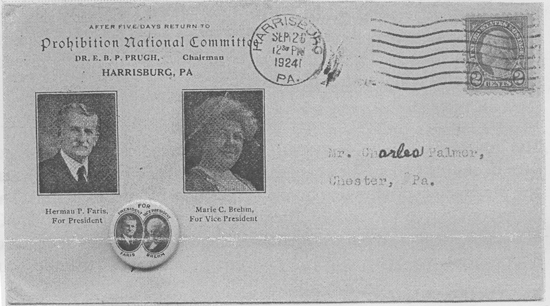 AFTER FIVE DAYS RETURN TO
Prohibition National Committee
DR. E. B. P. PRUGH, - Chairman
HARRISBURG, PA
HARRISBURG
SEP 26
12 30 PM
1924
PA.
2 CENTS 2
Mr. Charles Palmer,
Chester, Pa.
Herman P. Faris,
For President
Marie C. Brehm,
For Vice President
FOR
PRESIDENT
FARIS
BREHM